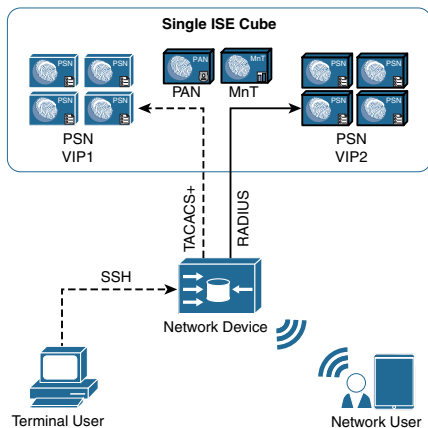 Single ISE Cube
PSN
PSN
PAN
MnT
PSN
PSN
PSN
PSN
PSN
PSN
PAN
MnT
PSN
VIP1
PSN
VIP2
TACACS+
RADIUS
SSH
Network Device
Terminal User
Network User